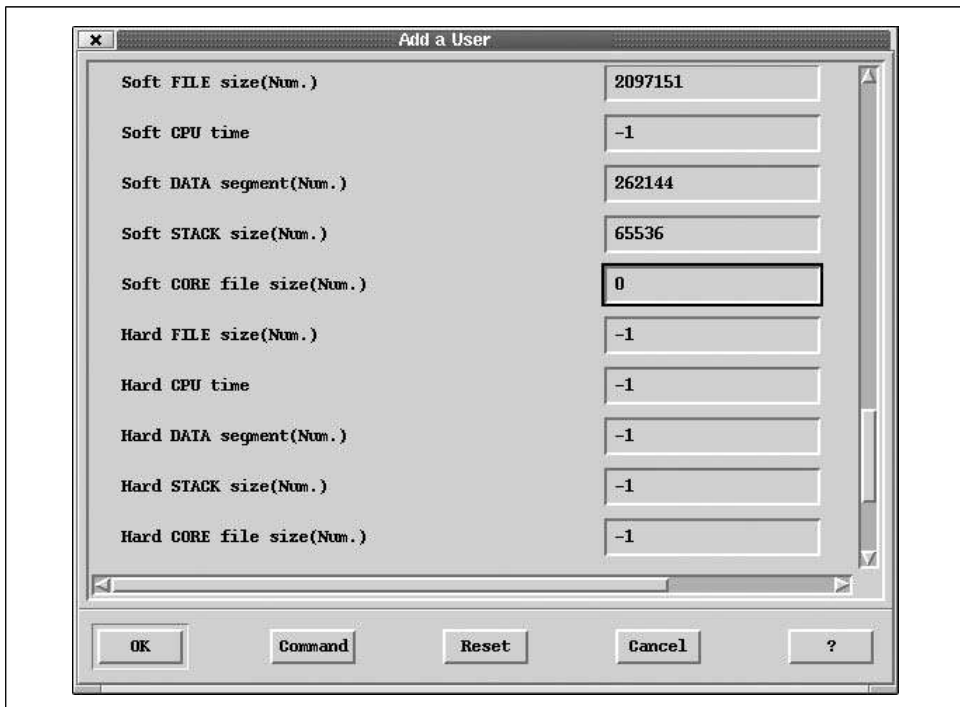 Add a User
Soft FILE size(Num.) 2097151
Soft CPU time -1
Soft DATA segment(Num.) 262144
Soft STACK size(Num.) 65536
Soft CORE file size(Num.) 0
Hard FILE size(Num.) -1
Hard CPU time -1
Hard DATA segment(Num.) -1
Hard STACK size(Num.) -1
Hard CORE file size(Num.) -1
OK Command Reset Cancel ?